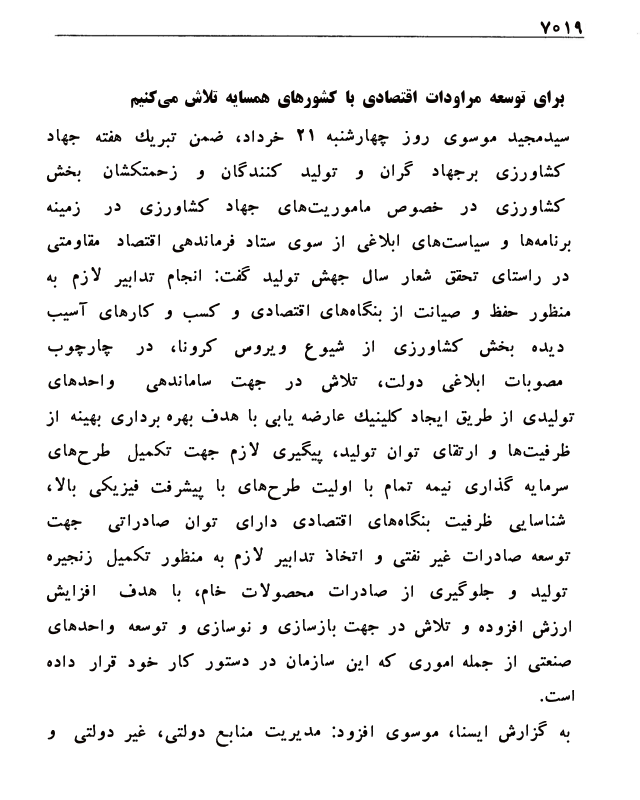 ۷۰۱۹
برای توسعه مراودات اقتصادی با کشورهای همسایه تلاش می‌کنیم
سیدمجید موسوی روز چهارشنبه ۲۱ خرداد، ضمن تبریک هفته جهاد
کشاورزی برجهاد گران و تولید کنندگان و زحمتکشان بخش
کشاورزی در خصوص ماموریت‌های جهاد کشاورزی در زمینه
برنامه‌ها و سیاست‌های ابلاغی از سوی ستاد فرماندهی اقتصاد مقاومتی
در راستای تحقق شعار سال جهش تولید گفت: انجام تدابیر لازم به
منظور حفظ و صیانت از بنگاه‌های اقتصادی و کسب و کارهای آسیب
دیده بخش کشاورزی از شیوع ویروس کرونا، در چارچوب
مصوبات ابلاغی دولت، تلاش در جهت ساماندهی واحدهای
تولیدی از طریق ایجاد کلینیک عارضه یابی با هدف بهره برداری بهینه از
ظرفیت‌ها و ارتقای توان تولید، پیگیری لازم جهت تکمیل طرح‌های
سرمایه گذاری نیمه تمام با اولیت طرح‌های با پیشرفت فیزیکی بالا،
شناسایی ظرفیت بنگاه‌های اقتصادی دارای توان صادراتی جهت
توسعه صادرات غیر نفتی و اتخاذ تدابیر لازم به منظور تکمیل زنجیره
تولید و جلوگیری از صادرات محصولات خام، با هدف افزایش
ارزش افزوده و تلاش در جهت بازسازی و نوسازی و توسعه واحدهای
صنعتی از جمله اموری که این سازمان در دستور کار خود قرار داده
است.
به گزارش ایسنا، موسوی افزود: مدیریت منابع دولتی، غیر دولتی و